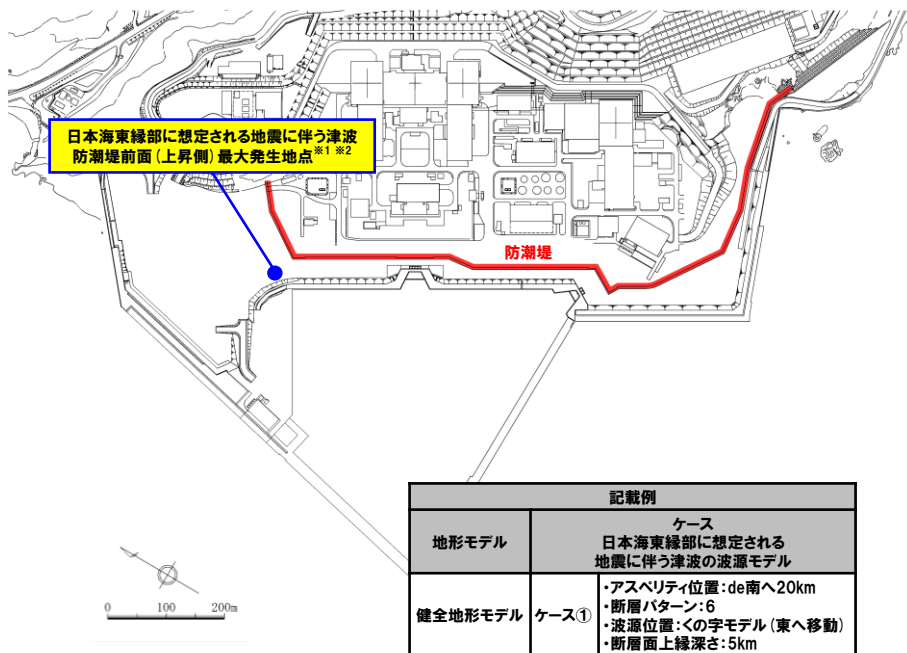 日本海東縁部に想定される地震に伴う津波
防潮堤前面(上昇側)最大発生地点※1 ※2
防潮堤
0 100 200m
記載例
地形モデル
ケース
日本海東縁部に想定される
地震に伴う津波の波源モデル
健全地形モデル
ケース①
・アスペリティ位置:de南へ20km
・断層パターン:6
・波源位置:くの字モデル(東へ移動)
・断層面上縁深さ:5km